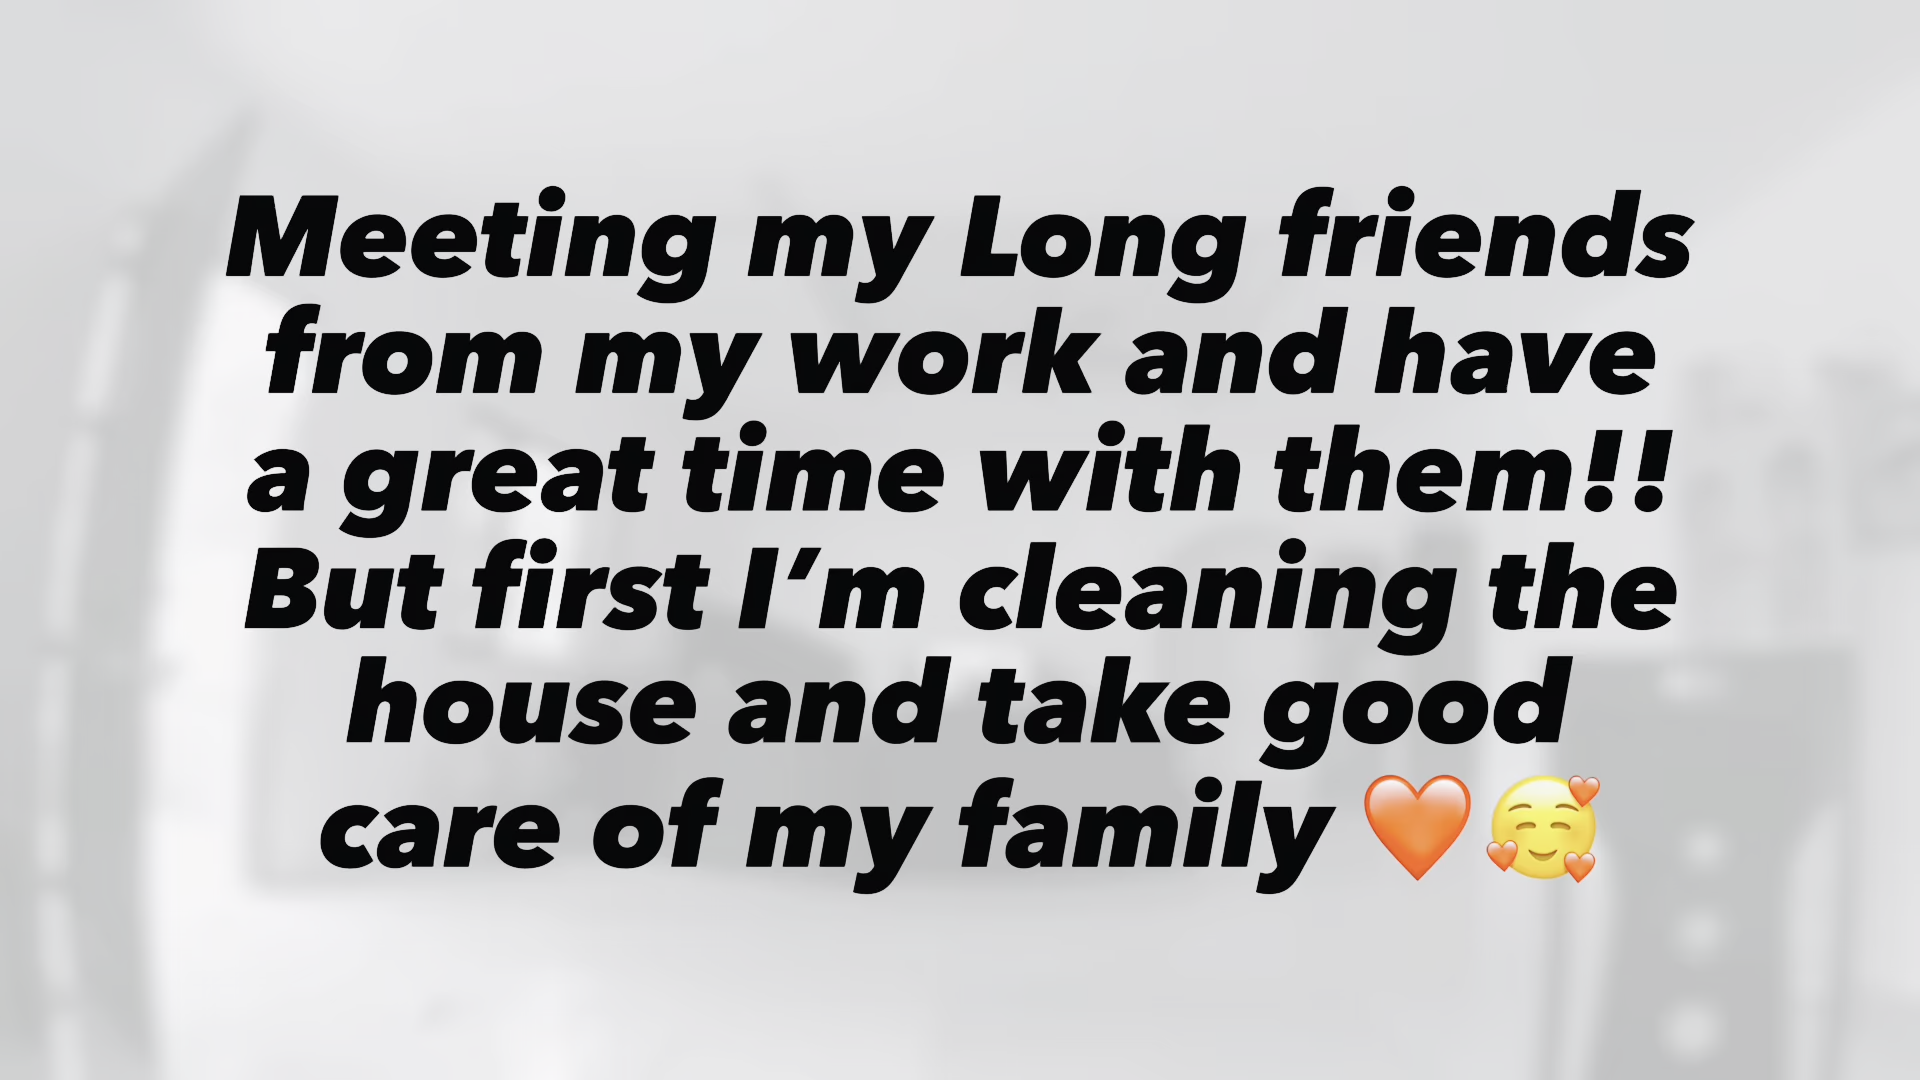 Meeting my Long friends
from my work and have
a great time with them!!
But first I’m cleaning the
house and take good
care of my family 🧡🥰